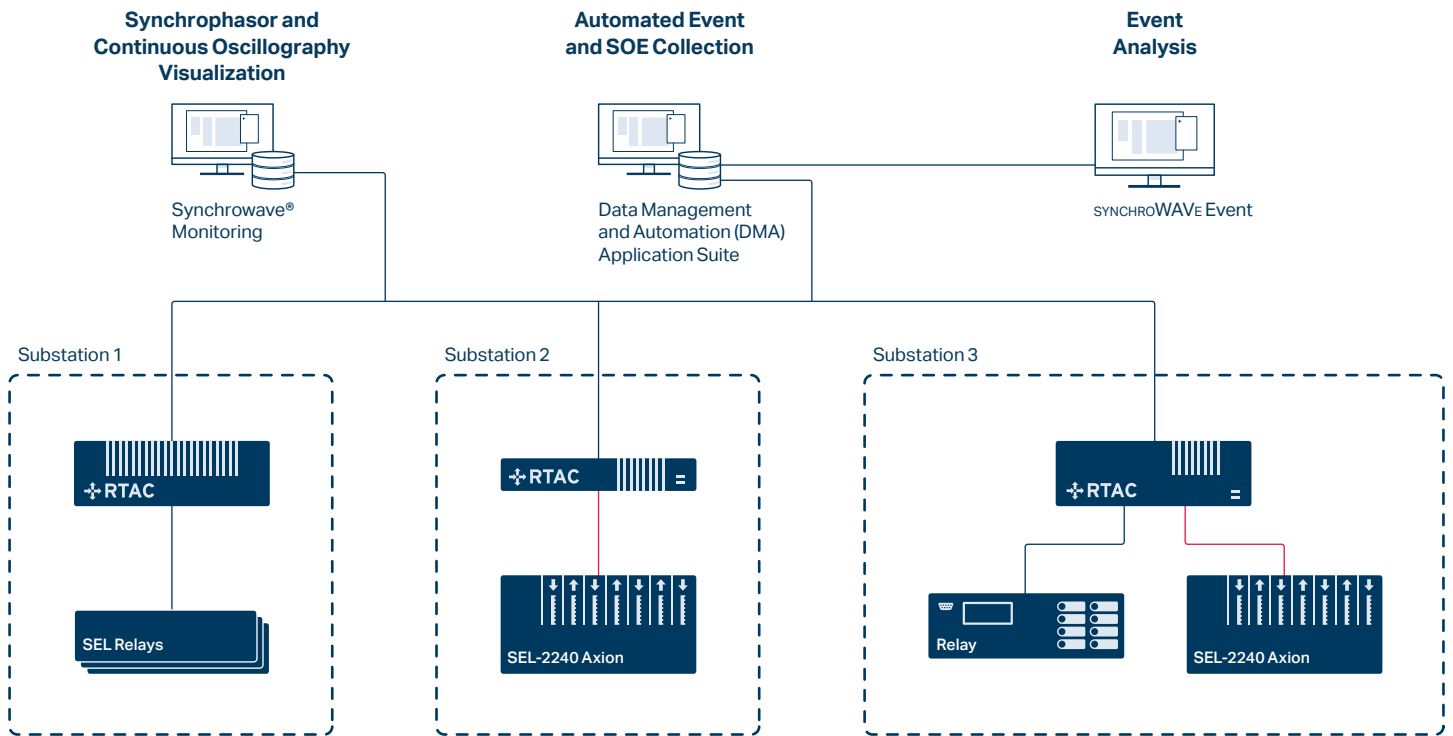 Synchrophasor and
Continuous Oscillography
Visualization
Automated Event
and SOE Collection
Event
Analysis
Synchrowave®
Monitoring
Data Management
and Automation (DMA)
Application Suite
SYNCHROWAVE Event
Substation 1
Substation 2
Substation 3
RTAC
RTAC
RTAC
SEL Relays
SEL-2240 Axion
Relay
SEL-2240 Axion